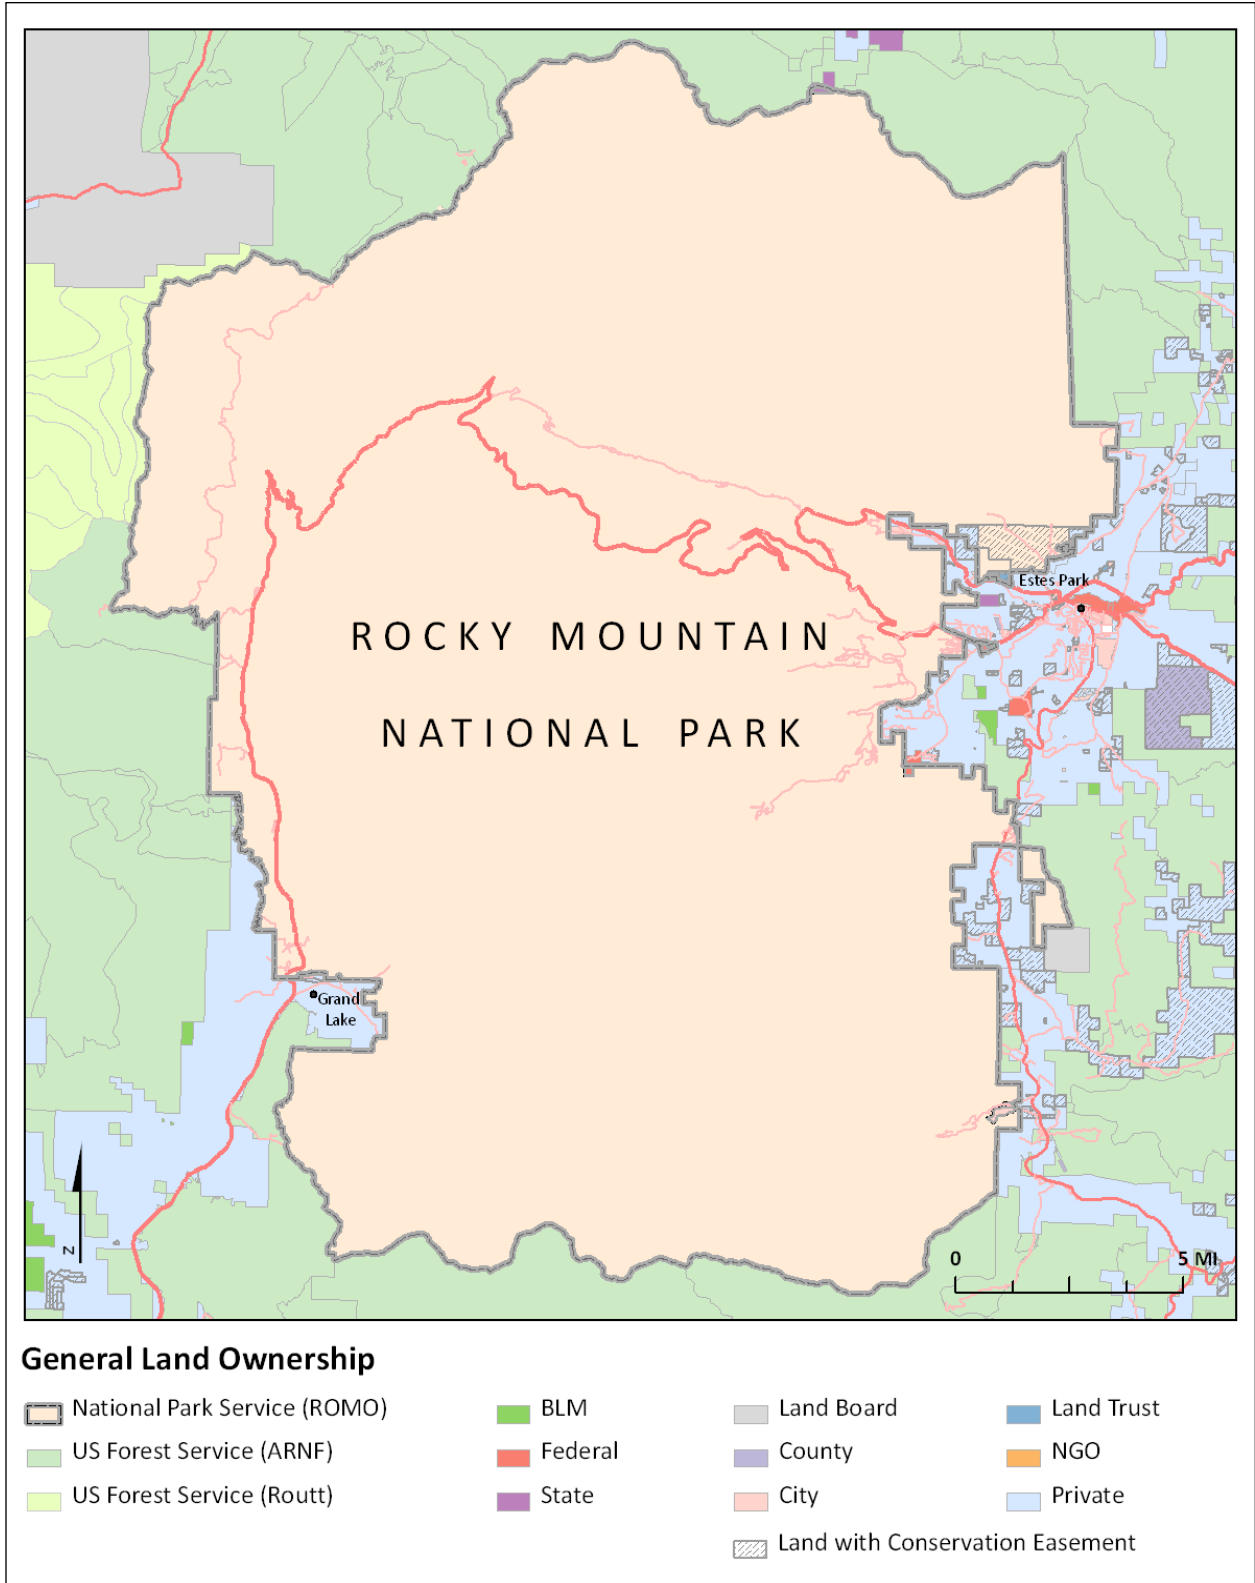 Estes Park
ROCKY MOUNTAIN
NATIONAL PARK
Grand
Lake
N
0 5 MI
General Land Ownership
National Park Service (ROMO)
US Forest Service (ARNF)
US Forest Service (Routt)
BLM
Federal
State
Land Board
County
City
Land with Conservation Easement
Land Trust
NGO
Private